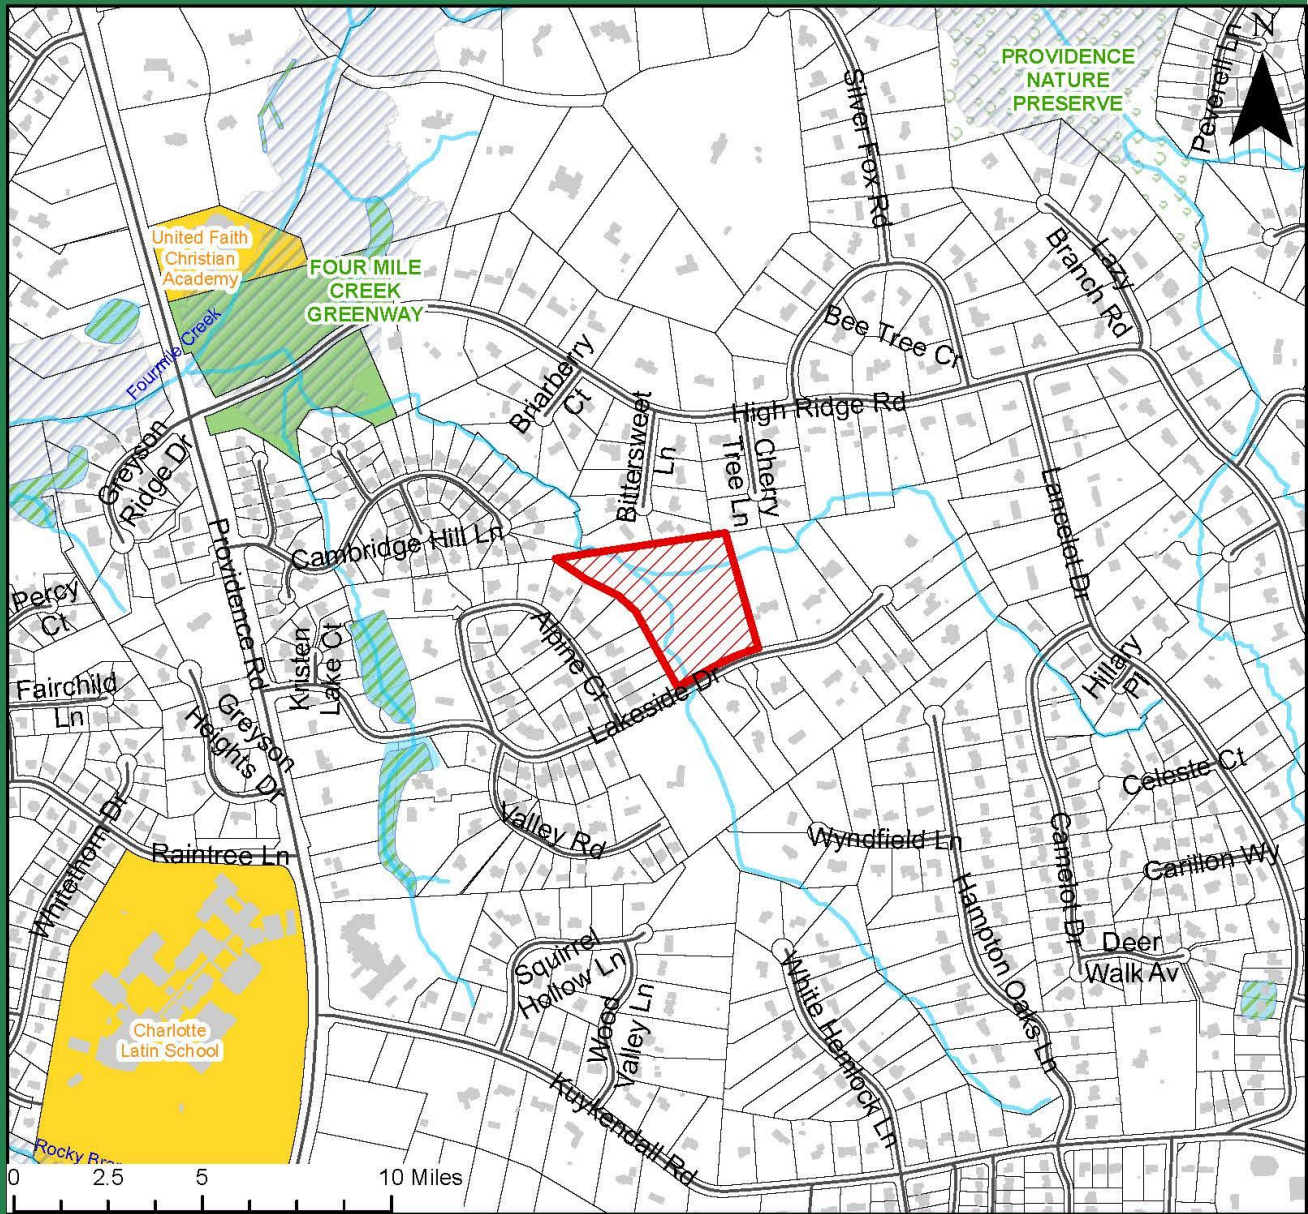 PROVIDENCE
NATURE
PRESERVE
Peverell Ln
N
Silver Fox Rd
United Faith
Christian
Academy
FOUR MILE
CREEK
GREENWAY
Lazy
Branch Rd
Fourmile Creek
Bee Tree Cr
Briarberry
Ct
Bittersweet
Ln
High Ridge Rd
Cherry
Tree Ln
Greyson
Ridge Dr
Lancelot Dr
Providence Rd
Cambridge Hill Ln
Percy
Ct
Kristen
Lake Ct
Alpine Cr
Fairchild
Ln
Greyson
Heights Dr
Lakeside Dr
Hillary
Pl
Celeste Ct
Valley Rd
Wyndfield Ln
Camelot Dr
Carillon Wy
Raintree Ln
Whitethorn Dr
Hampton Oaks Ln
Squirrel
Hollow Ln
Deer
Walk Av
White Hemlock Ln
Wood
Valley Ln
Charlotte
Latin School
Kuykendall Rd
Rocky Bra
0 2.5 5 10 Miles